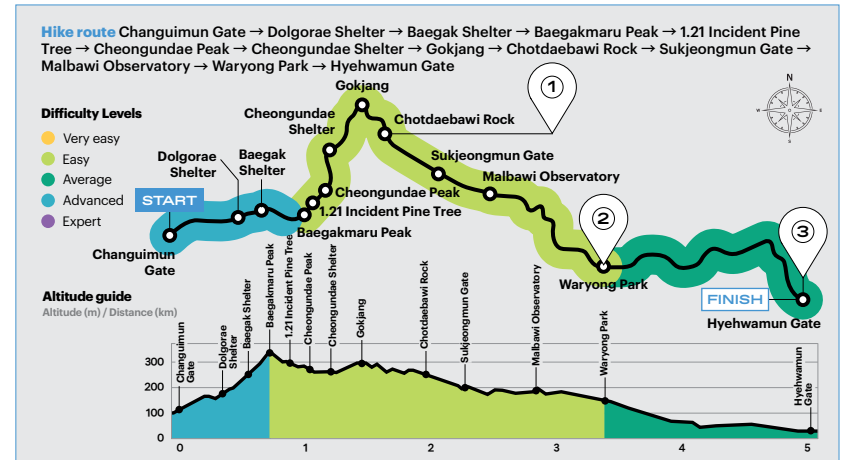 Hike route Changuimun Gate → Dolgorae Shelter → Baegak Shelter → Baegakmaru Peak → 1.21 Incident Pine
Tree → Cheongundae Peak → Cheongundae Shelter → Gokjang → Chotdaebawi Rock → Sukjeongmun Gate →
Malbawi Observatory → Waryong Park → Hyehwamun Gate
Difficulty Levels
Very easy
Easy
Average
Advanced
Expert
START
Changuimun
Gate
Dolgorae
Shelter
Baegak
Shelter
Baegakmaru Peak
1.21 Incident Pine Tree
Cheongundae Peak
Cheongundae
Shelter
Gokjang
Chotdaebawi Rock
1
Sukjeongmun Gate
Malbawi Observatory
2
Waryong Park
3
FINISH
Hyehwamun Gate
N
E
S
W
Altitude guide
Altitude (m) / Distance (km)
300
200
100
0
Changuimun
Gate
Dolgorae
Shelter
Baegak Shelter
Baegakmaru Peak
1.21 Incident Pine Tree
Cheongundae Peak
Cheongundae Shelter
Gokjang
Chotdaebawi Rock
Sukjeongmun Gate
Malbawi Observatory
Waryong Park
Hyehwamun
Gate
0 1 2 3 4 5